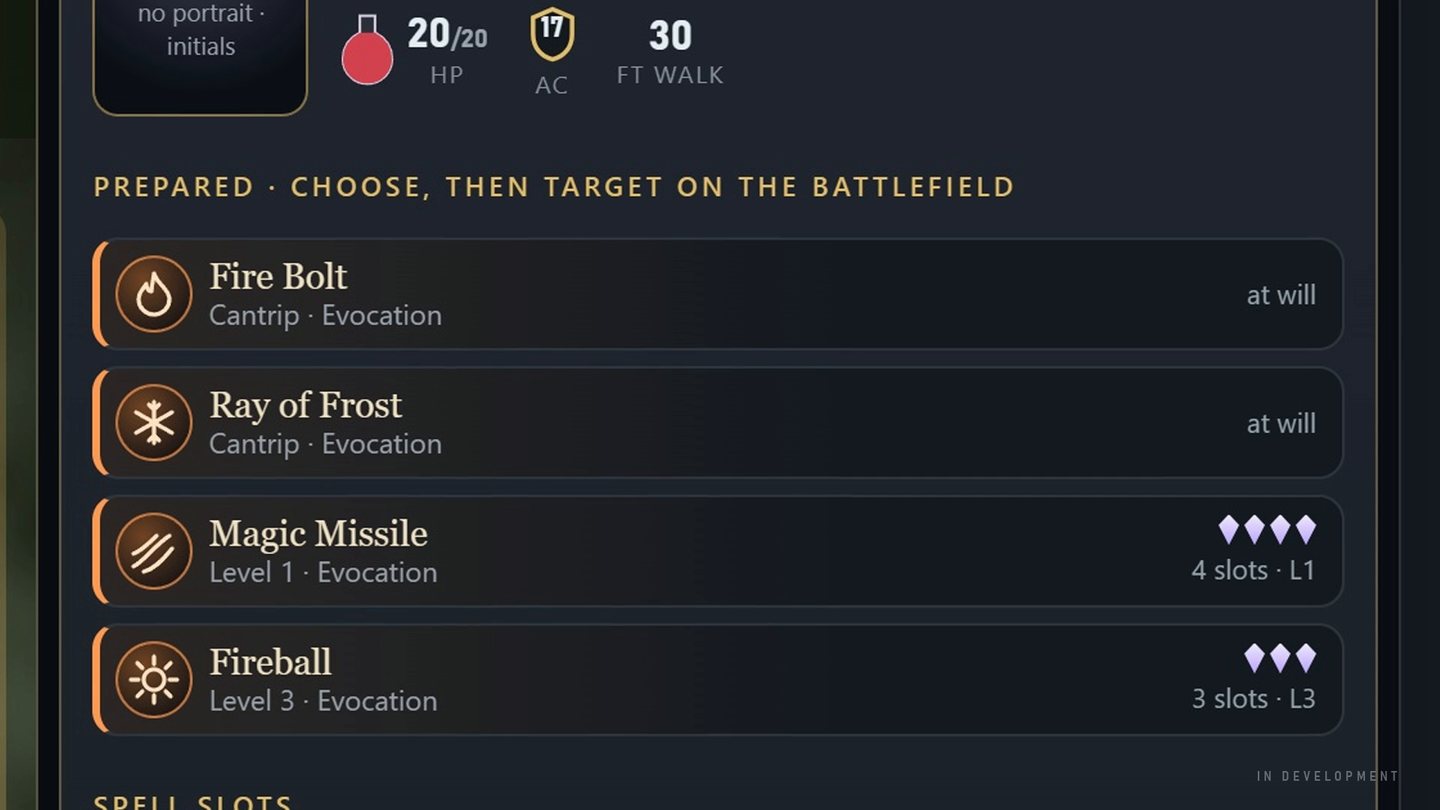 no portrait ·
initials
20/20
HP
17
AC
30
FT WALK
PREPARED · CHOOSE, THEN TARGET ON THE BATTLEFIELD
Fire Bolt
Cantrip · Evocation
at will
Ray of Frost
Cantrip · Evocation
at will
Magic Missile
Level 1 · Evocation
4 slots · L1
Fireball
Level 3 · Evocation
3 slots · L3
IN DEVELOPMENT
SPELL SLOTS